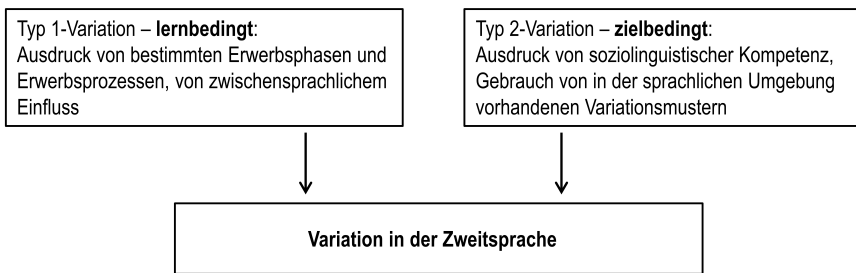 Typ 1-Variation – lernbedingt:
Ausdruck von bestimmten Erwerbsphasen und
Erwerbsprozessen, von zwischensprachlichem
Einfluss
Typ 2-Variation – zielbedingt:
Ausdruck von soziolinguistischer Kompetenz,
Gebrauch von in der sprachlichen Umgebung
vorhandenen Variationsmustern
Variation in der Zweitsprache